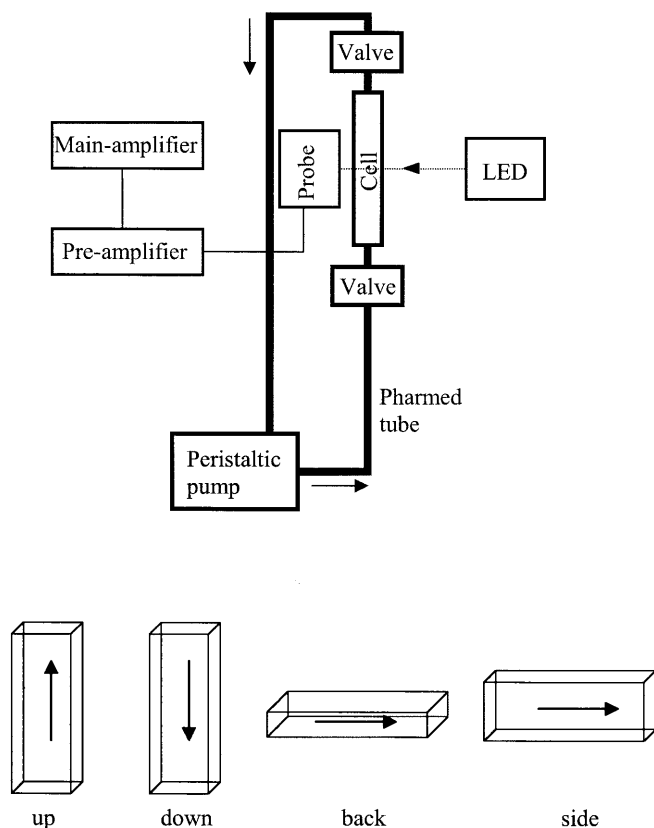 Valve
Main-amplifier
Probe
Cell
LED
Pre-amplifier
Valve
Pharmed
tube
Peristaltic
pump
up
down
back
side